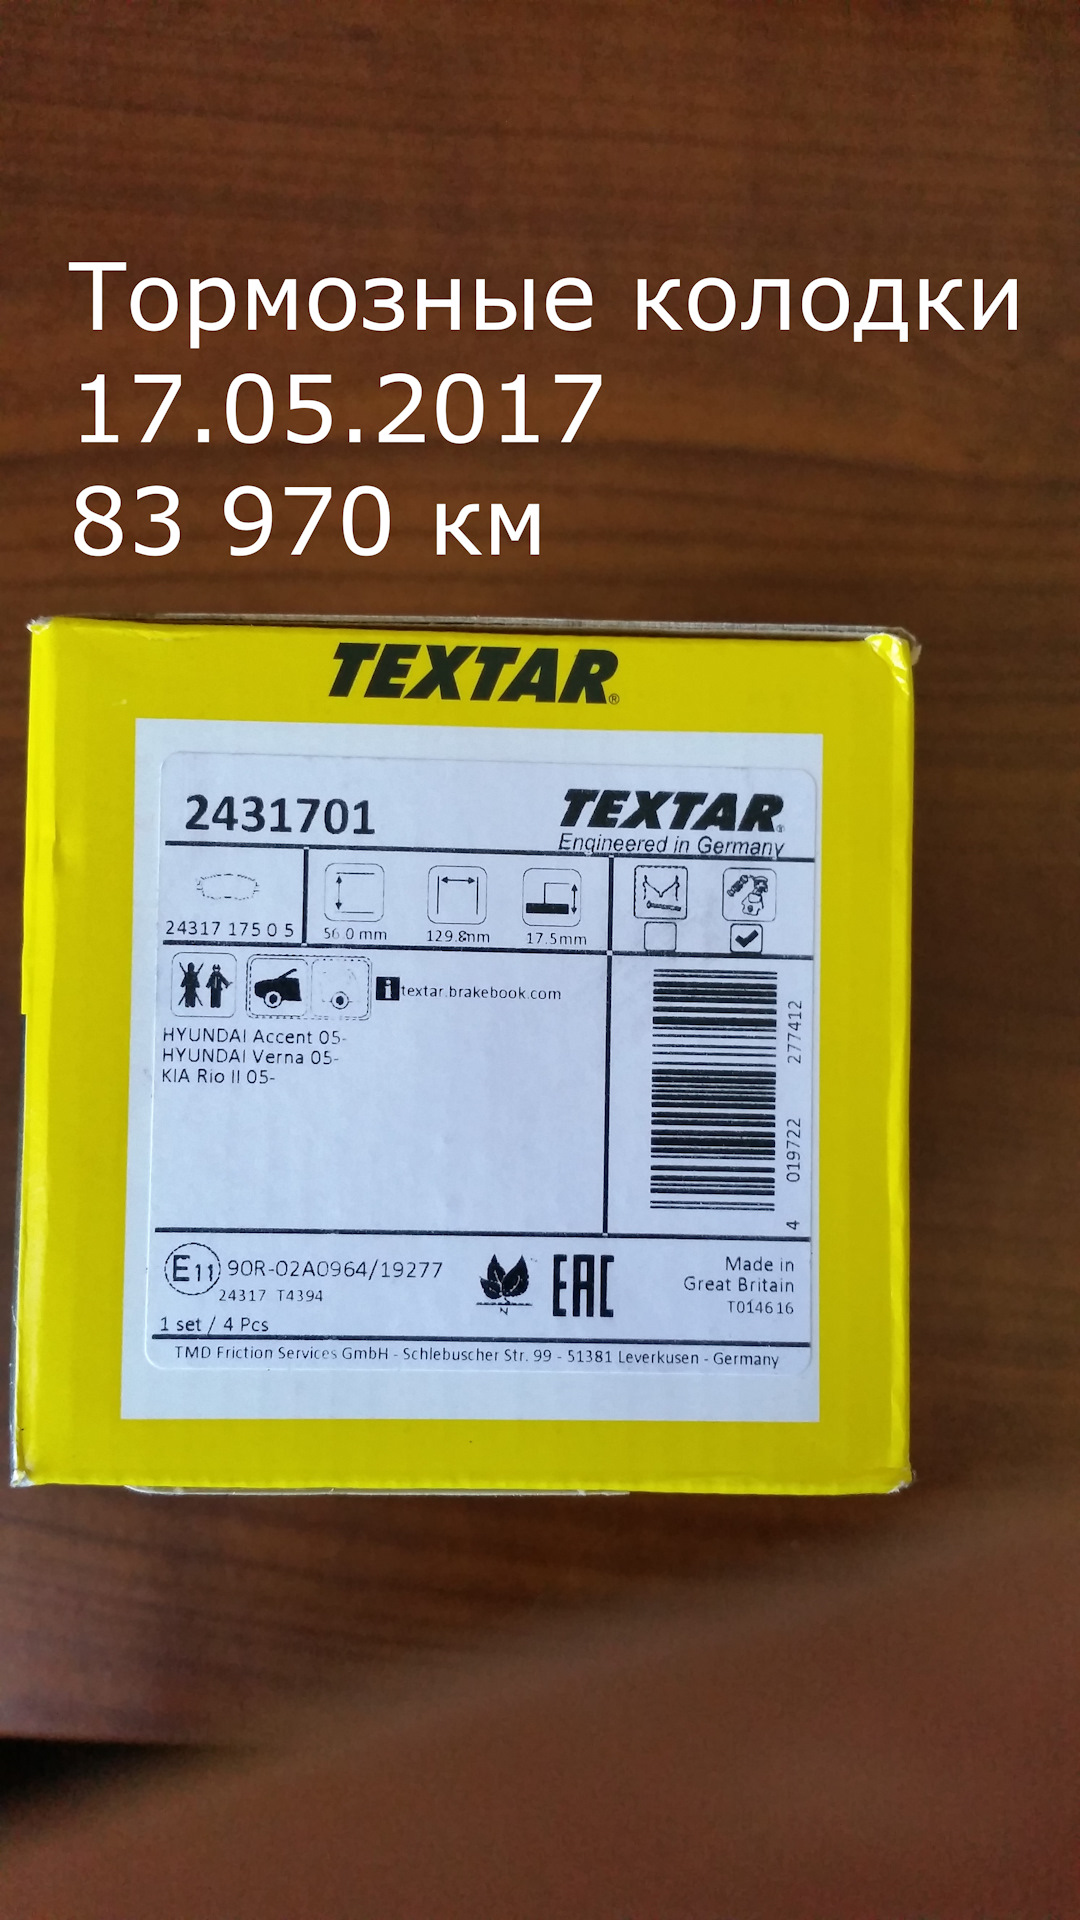 Тормозные колодки
17.05.2017
83 970 км
TEXTAR®
2431701
TEXTAR®
Engineered in Germany
24317 175 0 5
56.0 mm
129.8mm
17.5mm
i textar.brakebook.com
HYUNDAI Accent 05-
HYUNDAI Verna 05-
KIA Rio II 05-
4 019722 277412
E11 90R-02A0964/19277
24317 T4394
1 set / 4 Pcs
N
EAC
Made in
Great Britain
T014616
TMD Friction Services GmbH - Schlebuscher Str. 99 - 51381 Leverkusen - Germany